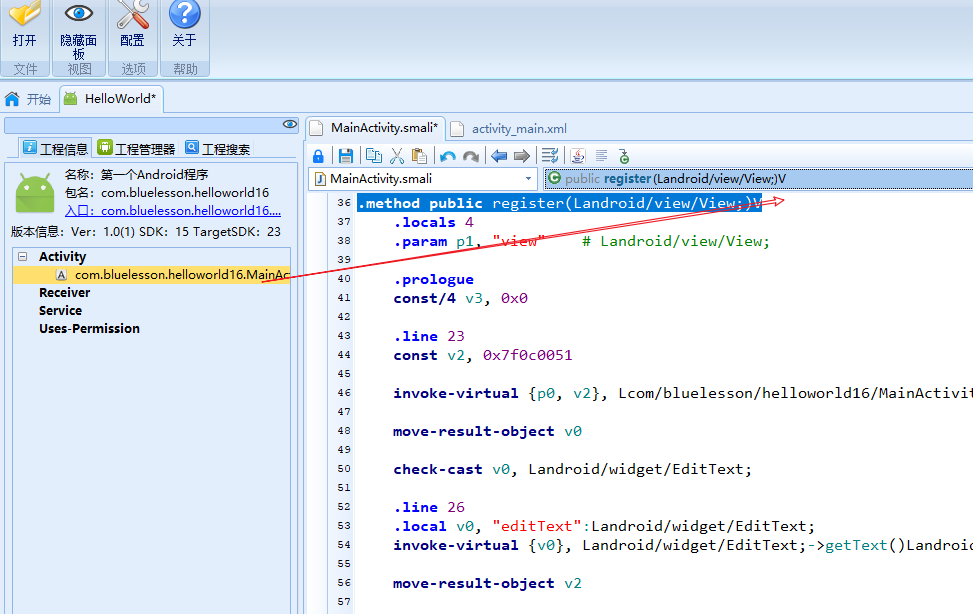 打开
隐藏面
板
配置
关于
文件
视图
选项
帮助
开始
HelloWorld*
MainActivity.smali*
activity_main.xml
工程信息
工程管理器
工程搜索
名称：第一个Android程序
包名：com.bluelesson.helloworld16
入口：com.bluelesson.helloworld16....
版本信息：Ver：1.0(1) SDK：15 TargetSDK：23
Activity
A com.bluelesson.helloworld16.MainAc
Receiver
Service
Uses-Permission
MainActivity.smali
public register(Landroid/view/View;)V
36 .method public register(Landroid/view/View;)V
37 .locals 4
38 .param p1, "view" # Landroid/view/View;
39
40 .prologue
41 const/4 v3, 0x0
42
43 .line 23
44 const v2, 0x7f0c0051
45
46 invoke-virtual {p0, v2}, Lcom/bluelesson/helloworld16/MainActivit
47
48 move-result-object v0
49
50 check-cast v0, Landroid/widget/EditText;
51
52 .line 26
53 .local v0, "editText":Landroid/widget/EditText;
54 invoke-virtual {v0}, Landroid/widget/EditText;->getText()Landroid
55
56 move-result-object v2
57